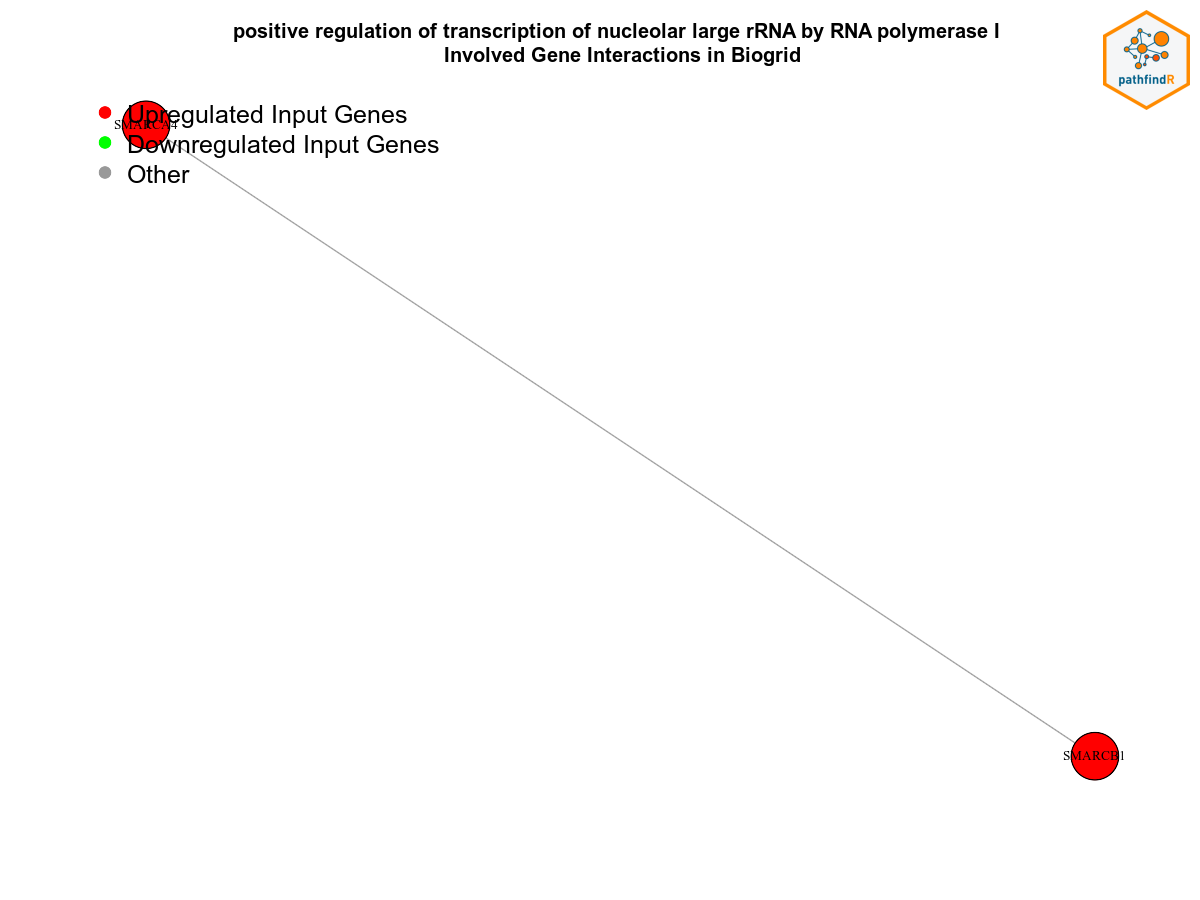 positive regulation of transcription of nucleolar large rRNA by RNA polymerase I
Involved Gene Interactions in Biogrid
pathfindR
Upregulated Input Genes
SMARCA4
Downregulated Input Genes
Other
SMARCB1